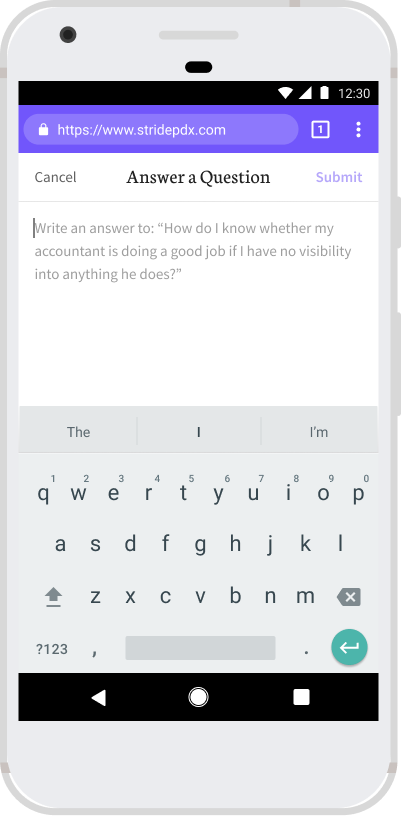 12:30
https://www.stridepdx.com
1
Cancel Answer a Question Submit
Write an answer to: “How do I know whether my
accountant is doing a good job if I have no visibility
into anything he does?”
The I I’m
1 2 3 4 5 6 7 8 9 0
q w e r t y u i o p
a s d f g h j k l
z x c v b n m
?123 , .